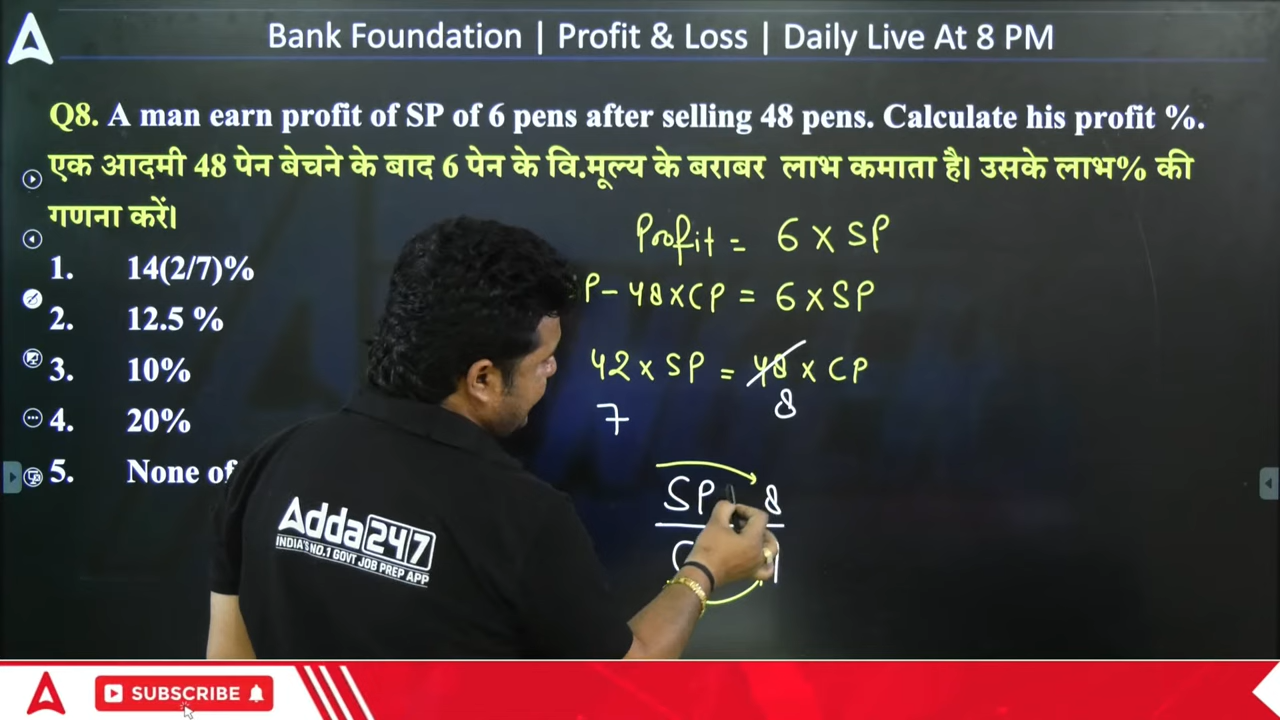 Bank Foundation | Profit & Loss | Daily Live At 8 PM
Q8. A man earn profit of SP of 6 pens after selling 48 pens. Calculate his profit %.
एक आदमी 48 पेन बेचने के बाद 6 पेन के वि.मूल्य के बराबर लाभ कमाता है। उसके लाभ% की
गणना करें।
1. 14(2/7)%
2. 12.5 %
3. 10%
4. 20%
5. None of
Profit = 6 X SP
P - 48 X CP = 6 X SP
42 x SP = 48 x CP
7 8
SP 8
Adda247
INDIA'S NO.1 GOVT JOB PREP APP
SUBSCRIBE